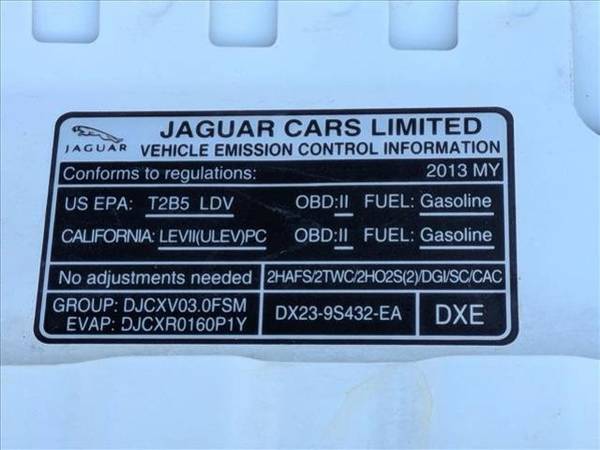 JAGUAR
JAGUAR CARS LIMITED
VEHICLE EMISSION CONTROL INFORMATION
Conforms to regulations: 2013 MY
US EPA: T2B5 LDV OBD:II FUEL: Gasoline
CALIFORNIA: LEVII(ULEV)PC OBD:II FUEL: Gasoline
No adjustments needed 2HAFS/2TWC/2HO2S(2)/DGI/SC/CAC
GROUP: DJCXV03.0FSM
EVAP: DJCXR0160P1Y
DX23-9S432-EA
DXE